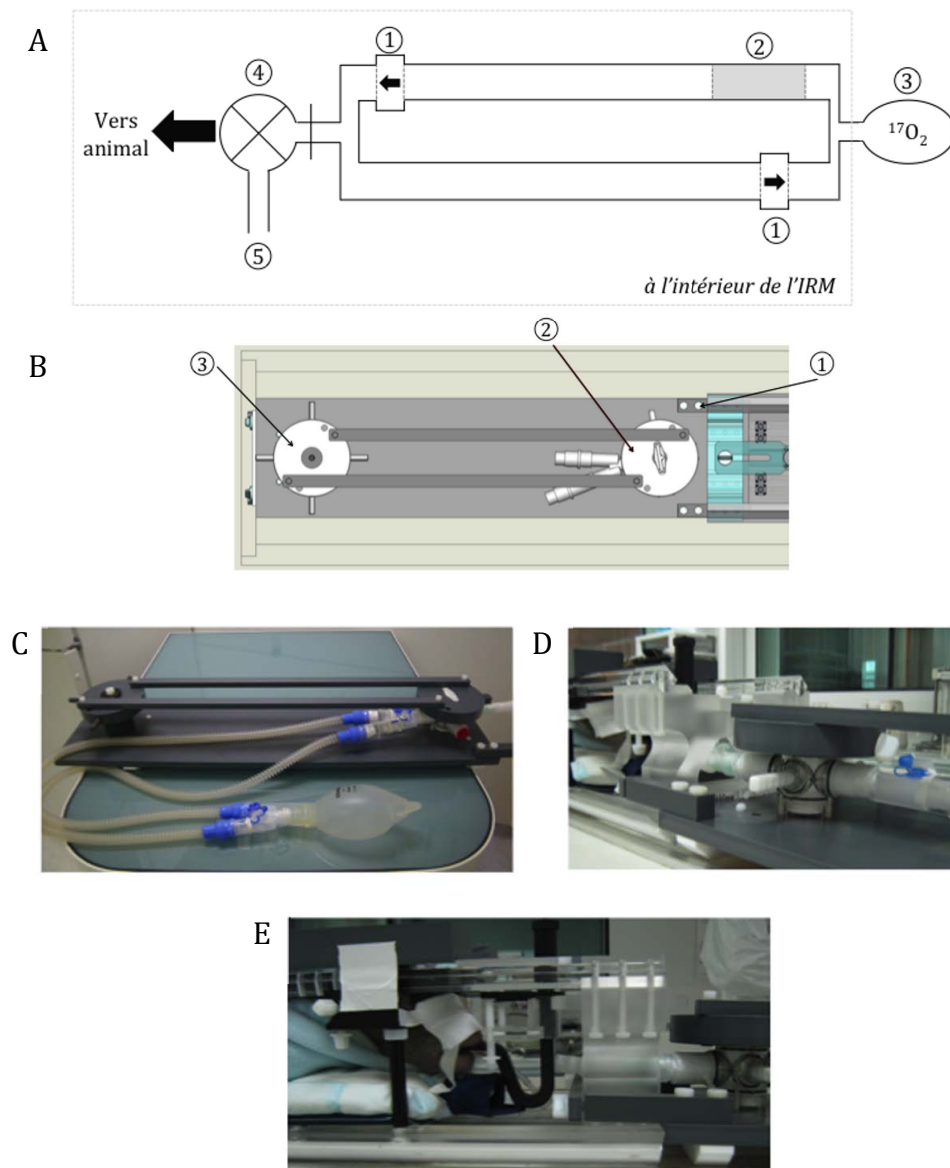 A
①
②
④
③
Vers
animal
¹⁷O₂
⑤
①
à l'intérieur de l'IRM
B
③
②
①
C
D
E